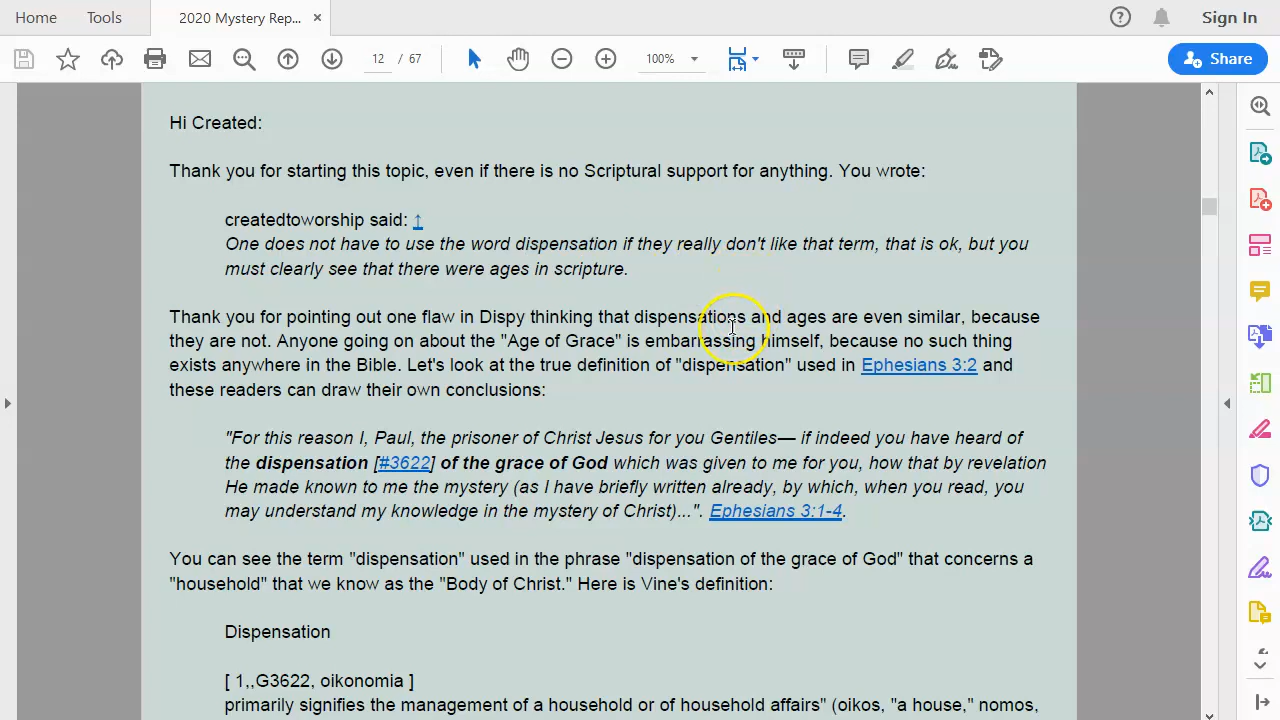 Home Tools 2020 Mystery Rep... × Sign In
12 / 67 100% Share
Hi Created:
Thank you for starting this topic, even if there is no Scriptural support for anything. You wrote:
createdtoworship said: ↑
One does not have to use the word dispensation if they really don't like that term, that is ok, but you
must clearly see that there were ages in scripture.
Thank you for pointing out one flaw in Dispy thinking that dispensations and ages are even similar, because
they are not. Anyone going on about the "Age of Grace" is embarrassing himself, because no such thing
exists anywhere in the Bible. Let's look at the true definition of "dispensation" used in Ephesians 3:2 and
these readers can draw their own conclusions:
"For this reason I, Paul, the prisoner of Christ Jesus for you Gentiles— if indeed you have heard of
the dispensation [#3622] of the grace of God which was given to me for you, how that by revelation
He made known to me the mystery (as I have briefly written already, by which, when you read, you
may understand my knowledge in the mystery of Christ)...". Ephesians 3:1-4.
You can see the term "dispensation" used in the phrase "dispensation of the grace of God" that concerns a
"household" that we know as the "Body of Christ." Here is Vine's definition:
Dispensation
[ 1,,G3622, oikonomia ]
primarily signifies the management of a household or of household affairs" (oikos, "a house," nomos,